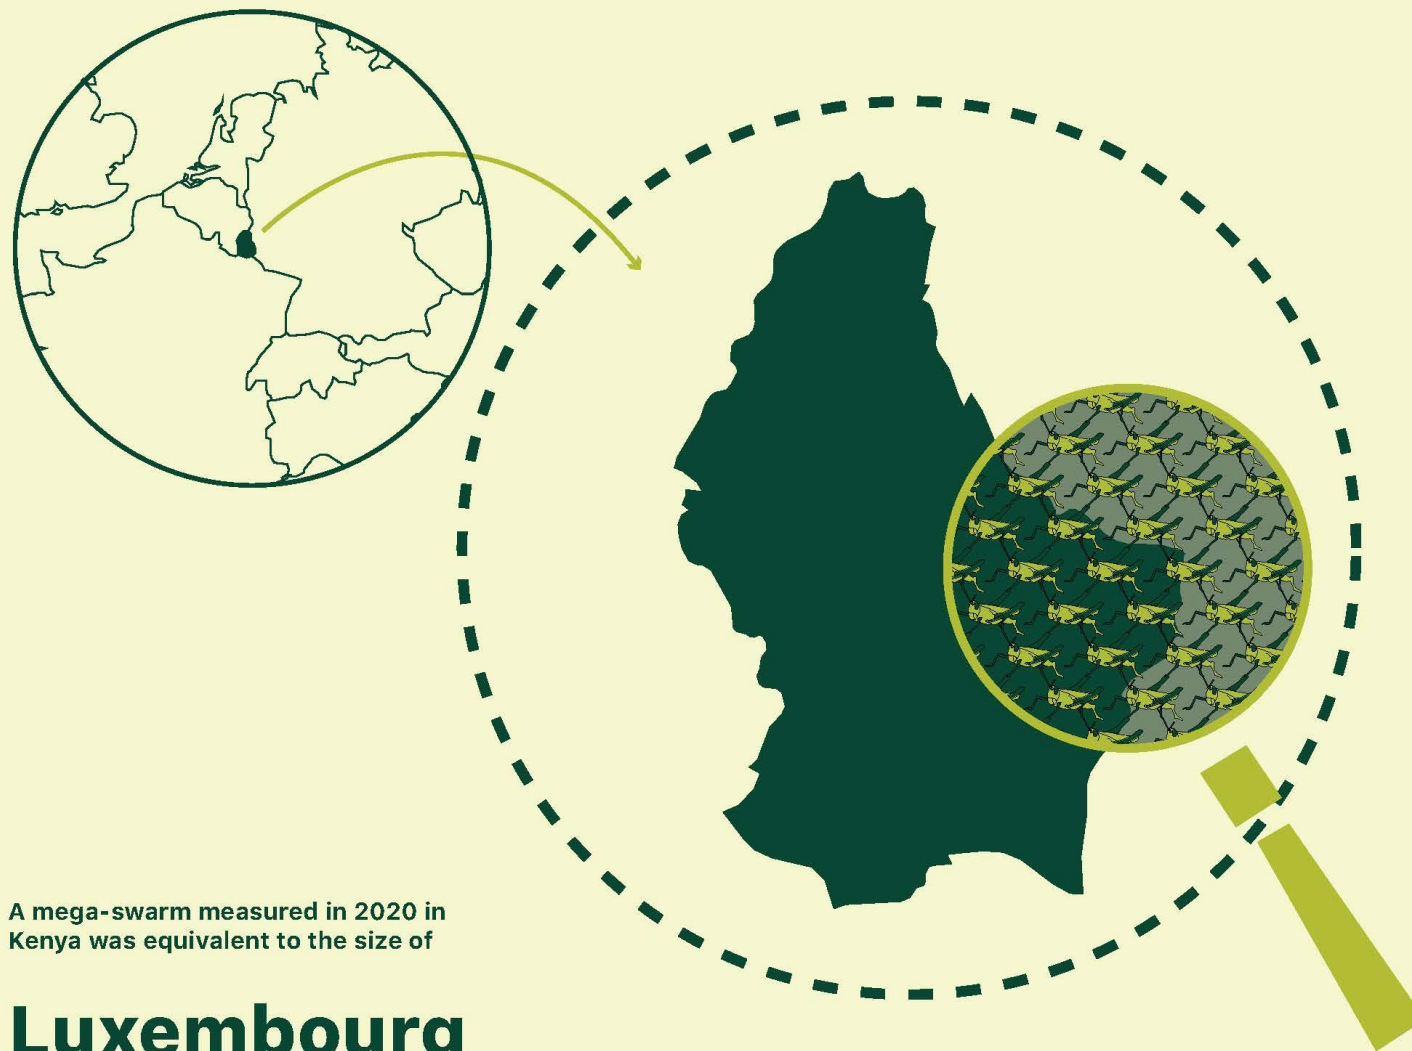 A mega-swarm measured in 2020 in
Kenya was equivalent to the size of
Luxembourg